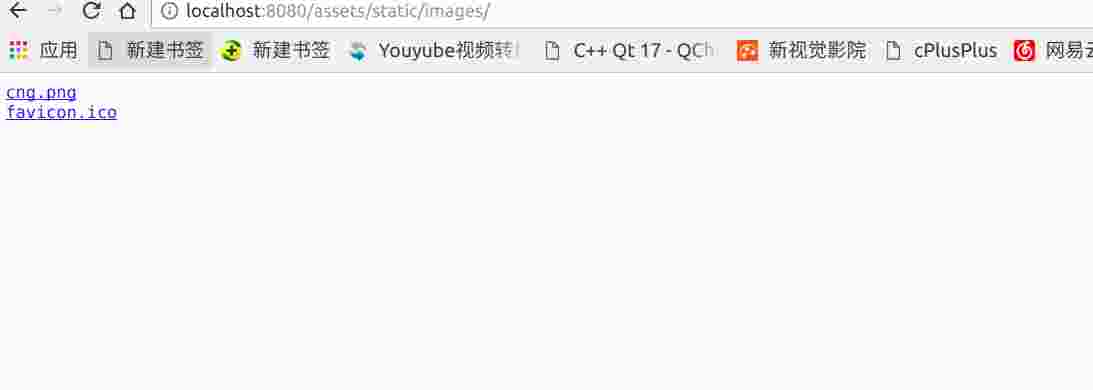 localhost:8080/assets/static/images/
应用 新建书签 新建书签 Youyube视频转 C++ Qt 17 - QCh 新视觉影院 cPlusPlus 网易云
cng.png
favicon.ico